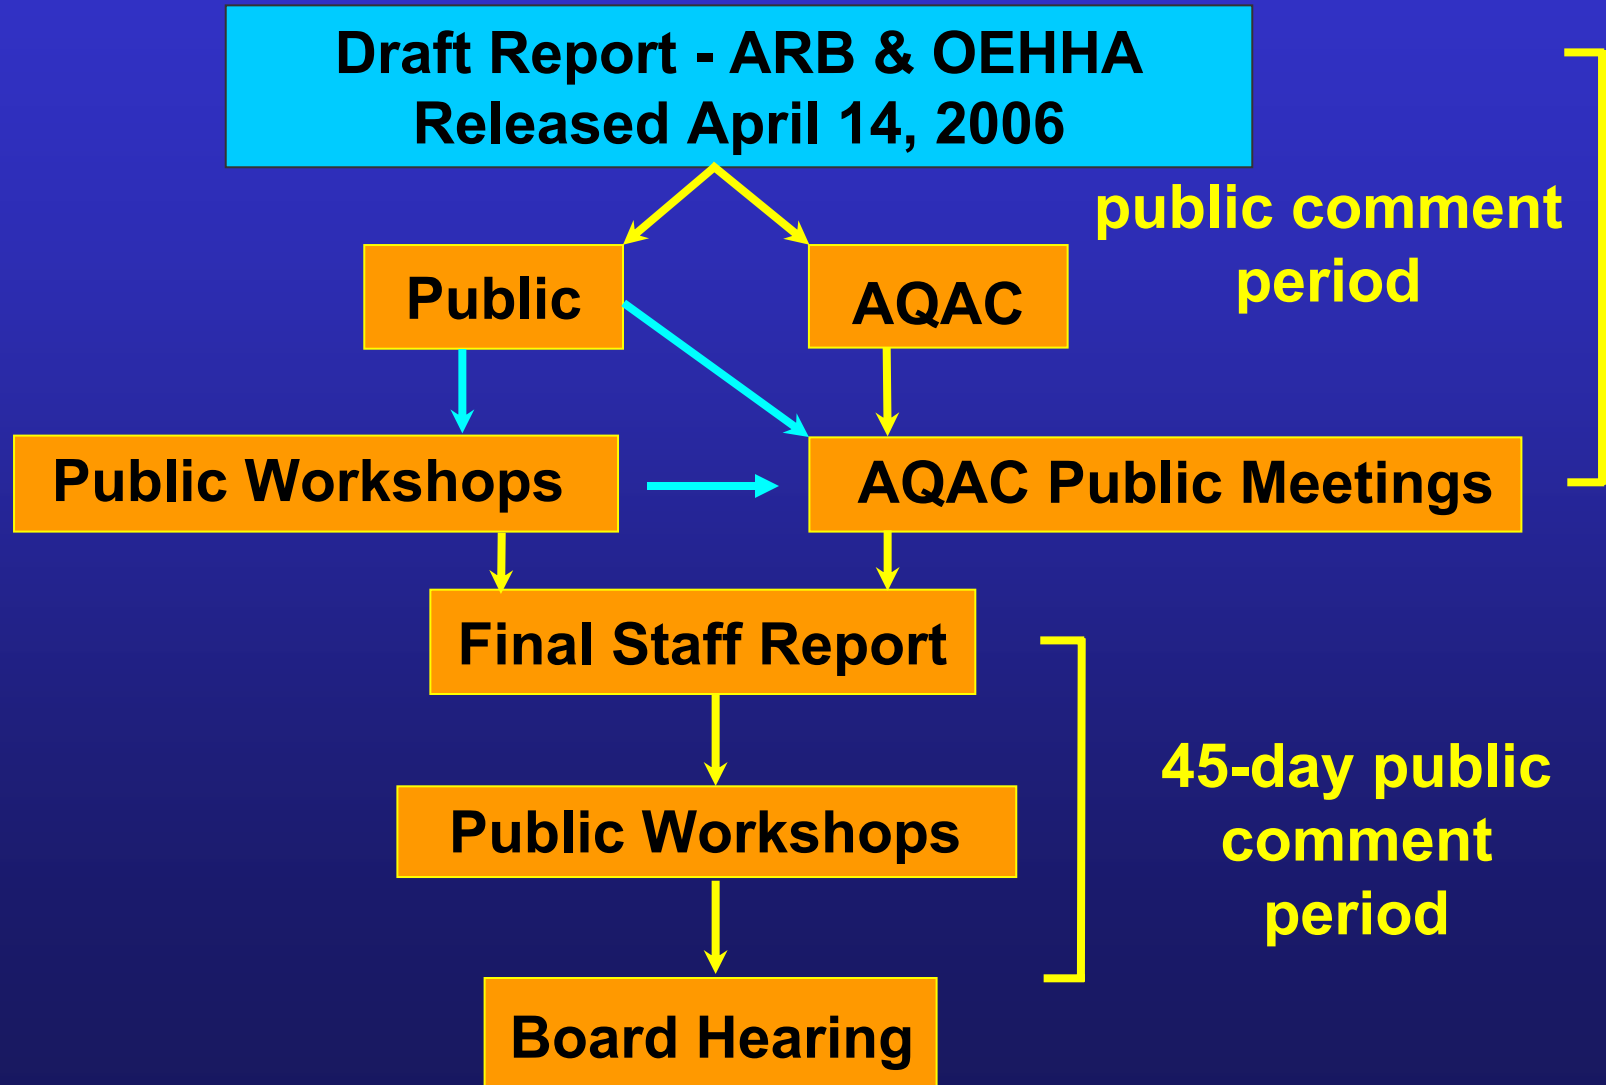 Draft Report - ARB & OEHHA
Released April 14, 2006
public comment
period
Public
AQAC
Public Workshops
AQAC Public Meetings
Final Staff Report
45-day public
comment
period
Public Workshops
Board Hearing